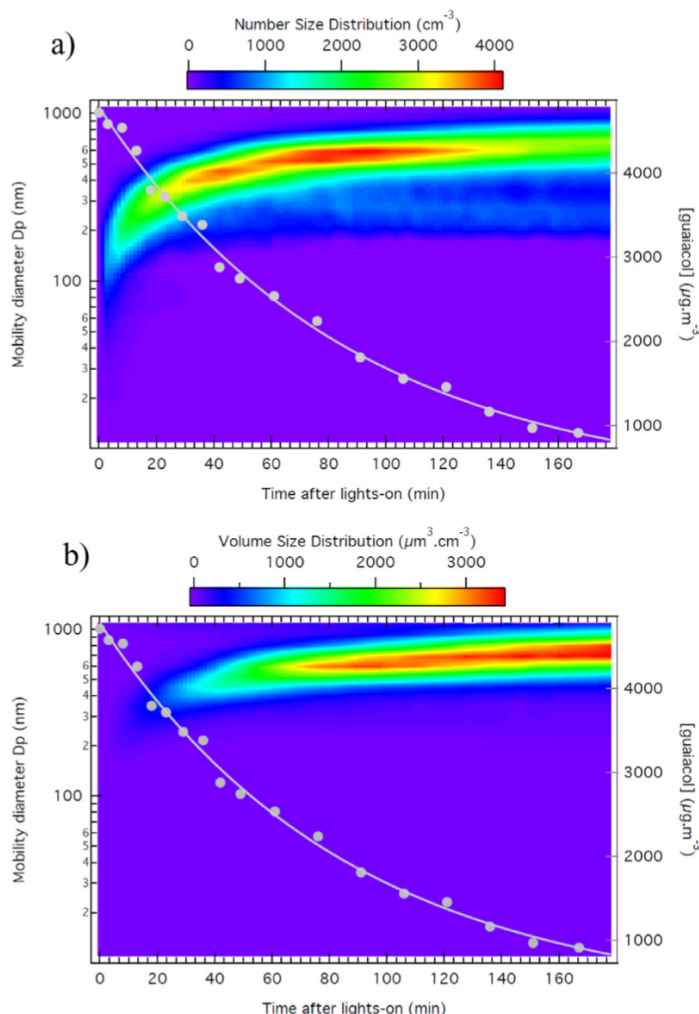 a)
Number Size Distribution (cm-3)
0 1000 2000 3000 4000
1000
6
5
4
3
2
100
6
5
4
3
2
Mobility diameter Dp (nm)
4000
3000
2000
1000
[guaiacol] (µg.m-3)
0 20 40 60 80 100 120 140 160
Time after lights-on (min)
b)
Volume Size Distribution (µm3.cm-3)
0 1000 2000 3000
1000
6
5
4
3
2
100
6
5
4
3
2
Mobility diameter Dp (nm)
4000
3000
2000
1000
[guaiacol] (µg.m-3)
0 20 40 60 80 100 120 140 160
Time after lights-on (min)